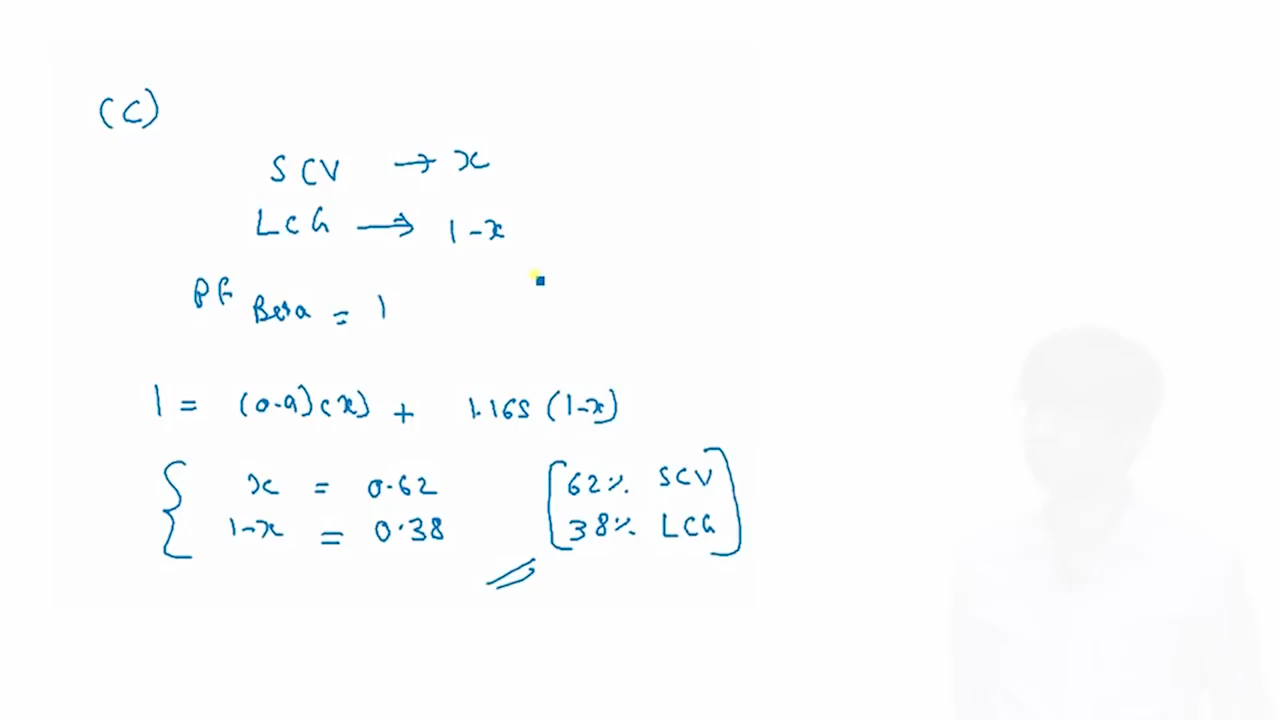 (C)
SCV → x
LCG → 1-x
PF Beta = 1
1 = (0.9)(x) + 1.165 (1-x)
x = 0.62 [62% SCV
1-x = 0.38 38% LCG]